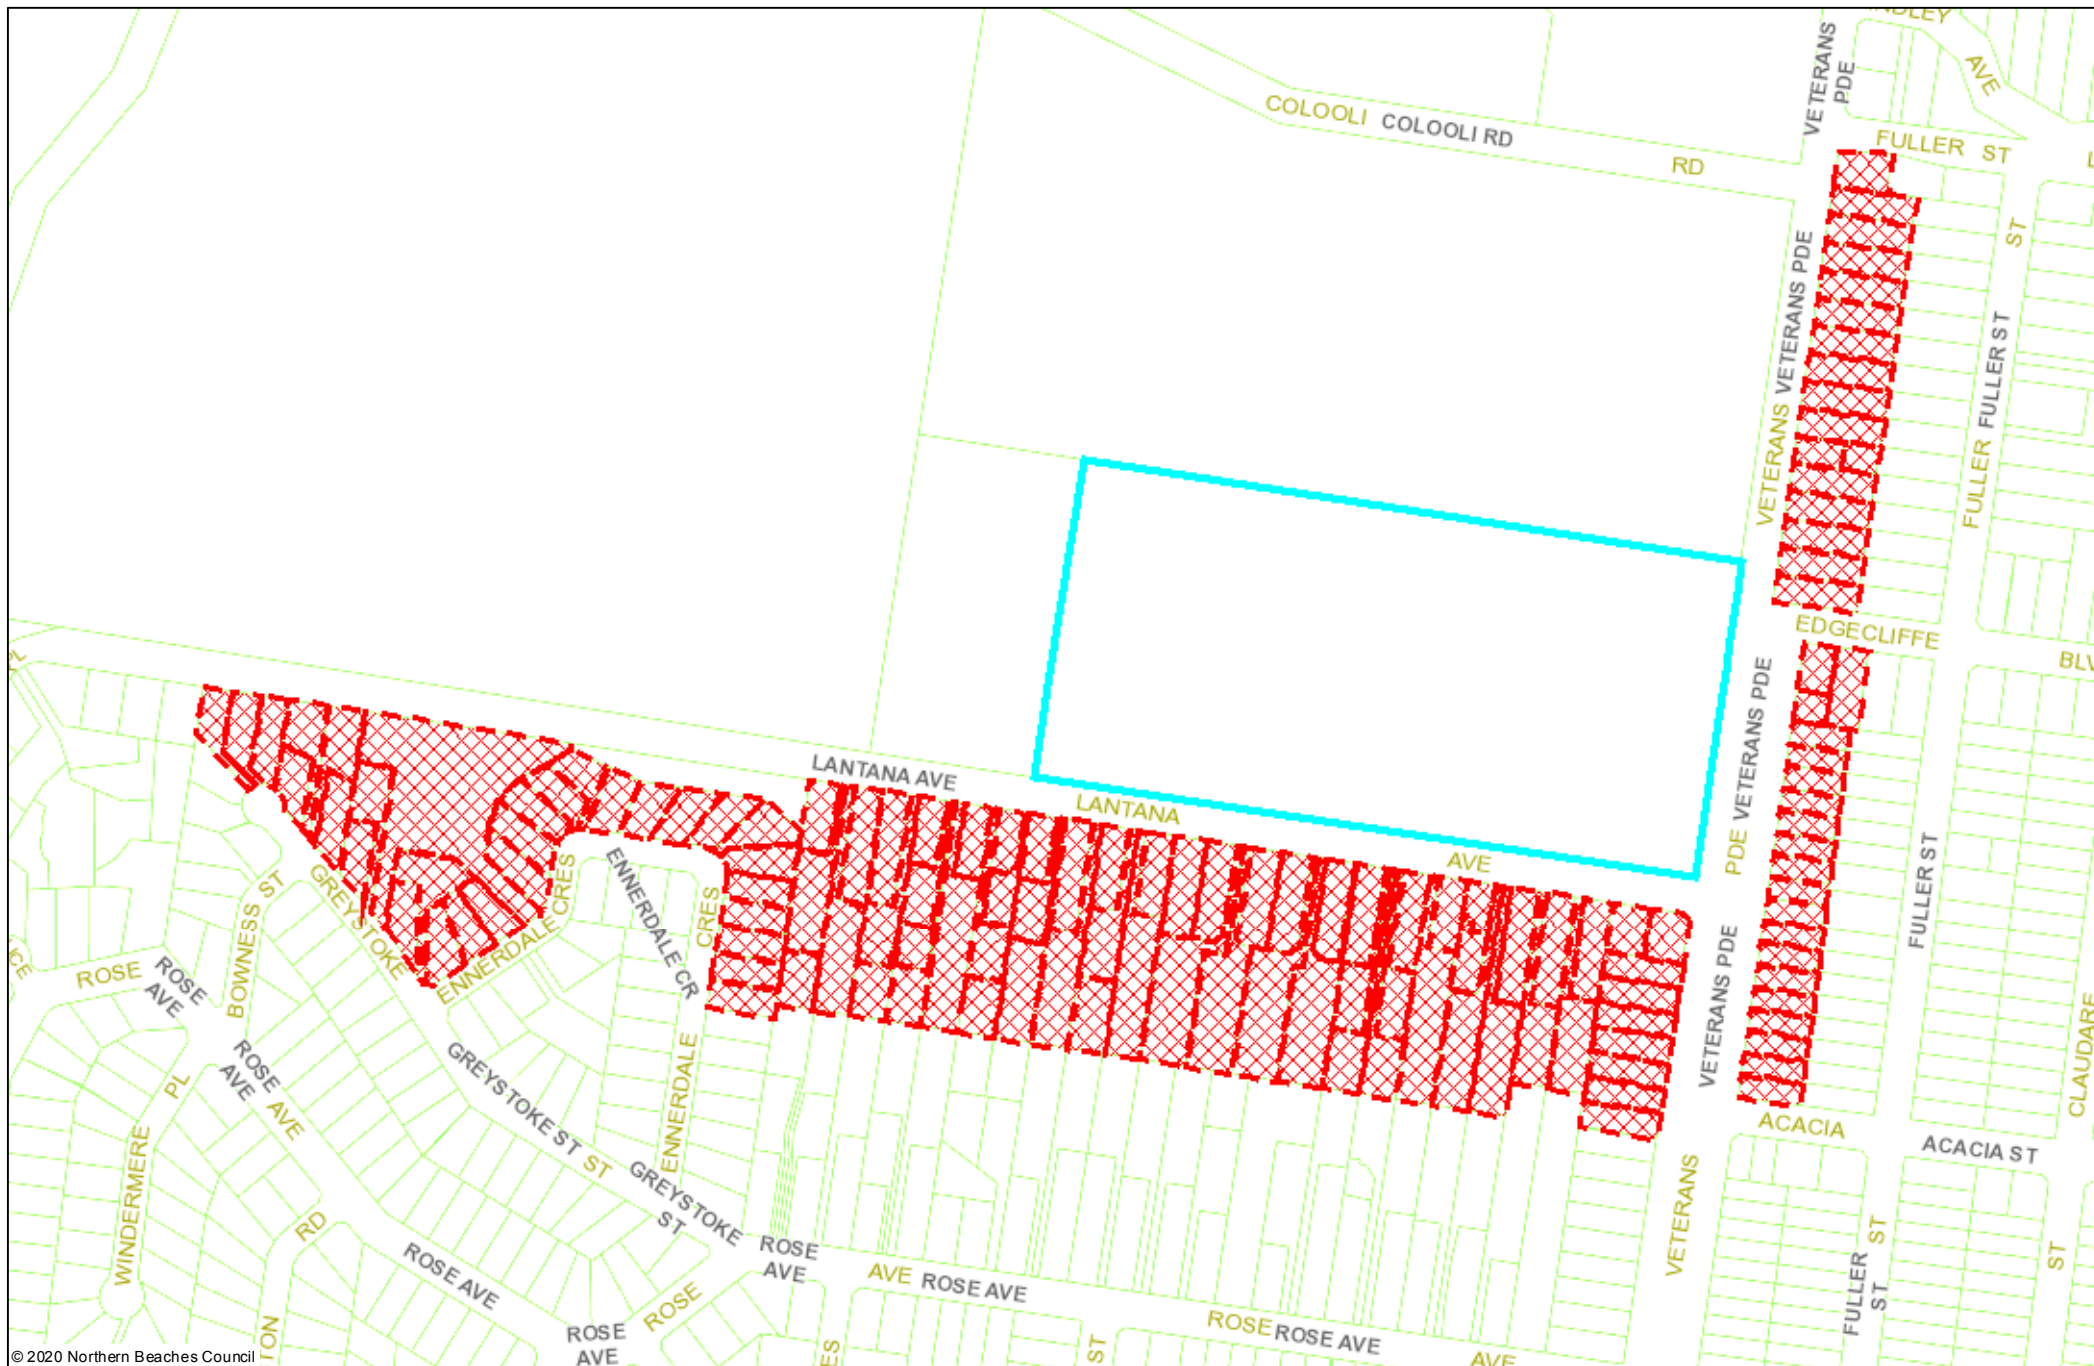 AVE
VETERANS
PDE
COLOOLI
COLOOLI RD
RD
FULLER ST
ST
VETERANS PDE
VETERANS
FULLER ST
FULLER
EDGECLIFFE
LANTANA AVE
LANTANA
AVE
VETERANS PDE
PDE
FULLER ST
VETERANS PDE
ENNERDALE CR
CRES
CRES
ENNERDALE
ENNERDALE
GREYSTOKE
BOWNESS ST
ROSE
ROSE
AVE
ROSE
AVE
AVE
PL
WINDERMERE
GREYSTOKE ST
ST
GREYSTOKE
ST
RD
ROSE AVE
ROSE
AVE
ROSE
ROSE
AVE
AVE
ROSE AVE
ROSE
ROSE AVE
AVE
ST
ACACIA
ACACIA ST
VETERANS
ST
FULLER
ST
ST
CLAUDARE
© 2020 Northern Beaches Council